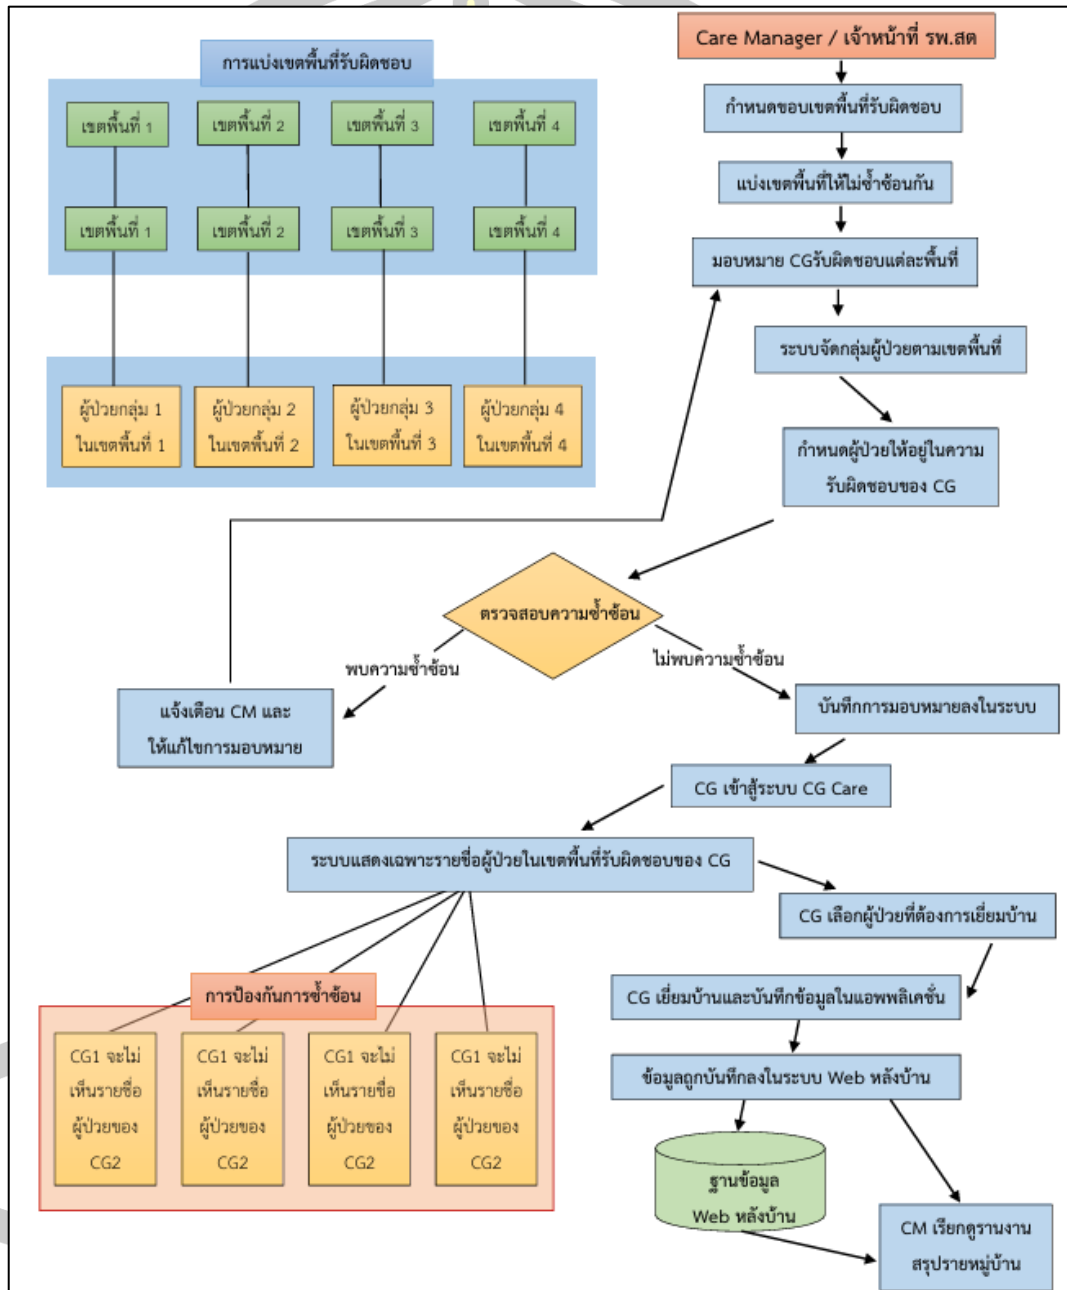 Care Manager / เจ้าหน้าที่ รพ.สต
การแบ่งเขตพื้นที่รับผิดชอบ
กำหนดขอบเขตพื้นที่รับผิดชอบ
เขตพื้นที่ 1
เขตพื้นที่ 2
เขตพื้นที่ 3
เขตพื้นที่ 4
แบ่งเขตพื้นที่ให้ไม่ซ้ำซ้อนกัน
เขตพื้นที่ 1
เขตพื้นที่ 2
เขตพื้นที่ 3
เขตพื้นที่ 4
มอบหมาย CGรับผิดชอบแต่ละพื้นที่
ระบบจัดกลุ่มผู้ป่วยตามเขตพื้นที่
ผู้ป่วยกลุ่ม 1
ในเขตพื้นที่ 1
ผู้ป่วยกลุ่ม 2
ในเขตพื้นที่ 2
ผู้ป่วยกลุ่ม 3
ในเขตพื้นที่ 3
ผู้ป่วยกลุ่ม 4
ในเขตพื้นที่ 4
กำหนดผู้ป่วยให้อยู่ในความ
รับผิดชอบของ CG
ตรวจสอบความซ้ำซ้อน
พบความซ้ำซ้อน
ไม่พบความซ้ำซ้อน
แจ้งเตือน CM และ
ให้แก้ไขการมอบหมาย
บันทึกการมอบหมายลงในระบบ
CG เข้าสู้ระบบ CG Care
ระบบแสดงเฉพาะรายชื่อผู้ป่วยในเขตพื้นที่รับผิดชอบของ CG
CG เลือกผู้ป่วยที่ต้องการเยี่ยมบ้าน
การป้องกันการซ้ำซ้อน
CG เยี่ยมบ้านและบันทึกข้อมูลในแอพพลิเคชั่น
CG1 จะไม่
เห็นรายชื่อ
ผู้ป่วยของ
CG2
CG1 จะไม่
เห็นรายชื่อ
ผู้ป่วยของ
CG2
CG1 จะไม่
เห็นรายชื่อ
ผู้ป่วยของ
CG2
CG1 จะไม่
เห็นรายชื่อ
ผู้ป่วยของ
CG2
ข้อมูลถูกบันทึกลงในระบบ Web หลังบ้าน
ฐานข้อมูล
Web หลังบ้าน
CM เรียกดูรานงาน
สรุปรายหมู่บ้าน